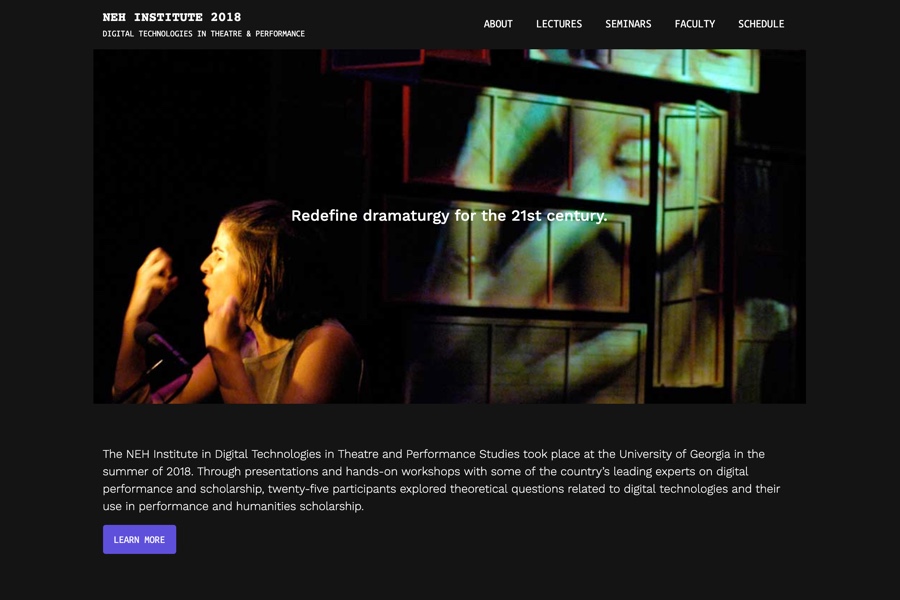 NEH INSTITUTE 2018
DIGITAL TECHNOLOGIES IN THEATRE & PERFORMANCE
ABOUT LECTURES SEMINARS FACULTY SCHEDULE
Redefine dramaturgy for the 21st century.
The NEH Institute in Digital Technologies in Theatre and Performance Studies took place at the University of Georgia in the
summer of 2018. Through presentations and hands-on workshops with some of the country’s leading experts on digital
performance and scholarship, twenty-five participants explored theoretical questions related to digital technologies and their
use in performance and humanities scholarship.
LEARN MORE